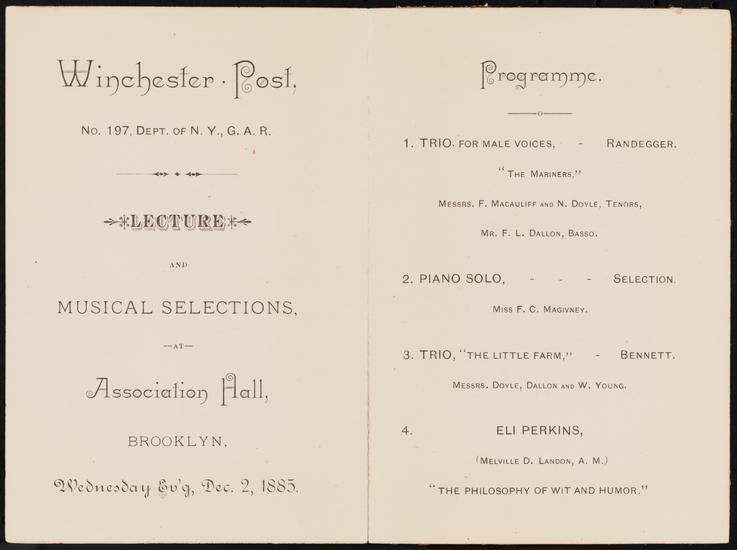 Winchester · Post,
No. 197, Dept. of N. Y., G. A. R.
LECTURE
AND
MUSICAL SELECTIONS,
—AT—
Association Hall,
BROOKLYN,
Wednesday Ev'g, Dec. 2, 1885.
Programme.
1. TRIO. FOR MALE VOICES, - RANDEGGER.
"The Mariners,"
Messrs. F. Macauliff and N. Doyle, Tenors,
Mr. F. L. Dallon, Basso.
2. PIANO SOLO, - - - SELECTION.
Miss F. C. Magivney.
3. TRIO, "THE LITTLE FARM," - BENNETT.
Messrs. Doyle, Dallon and W. Young.
4. ELI PERKINS,
(Melville D. Landon, A. M.)
"THE PHILOSOPHY OF WIT AND HUMOR."